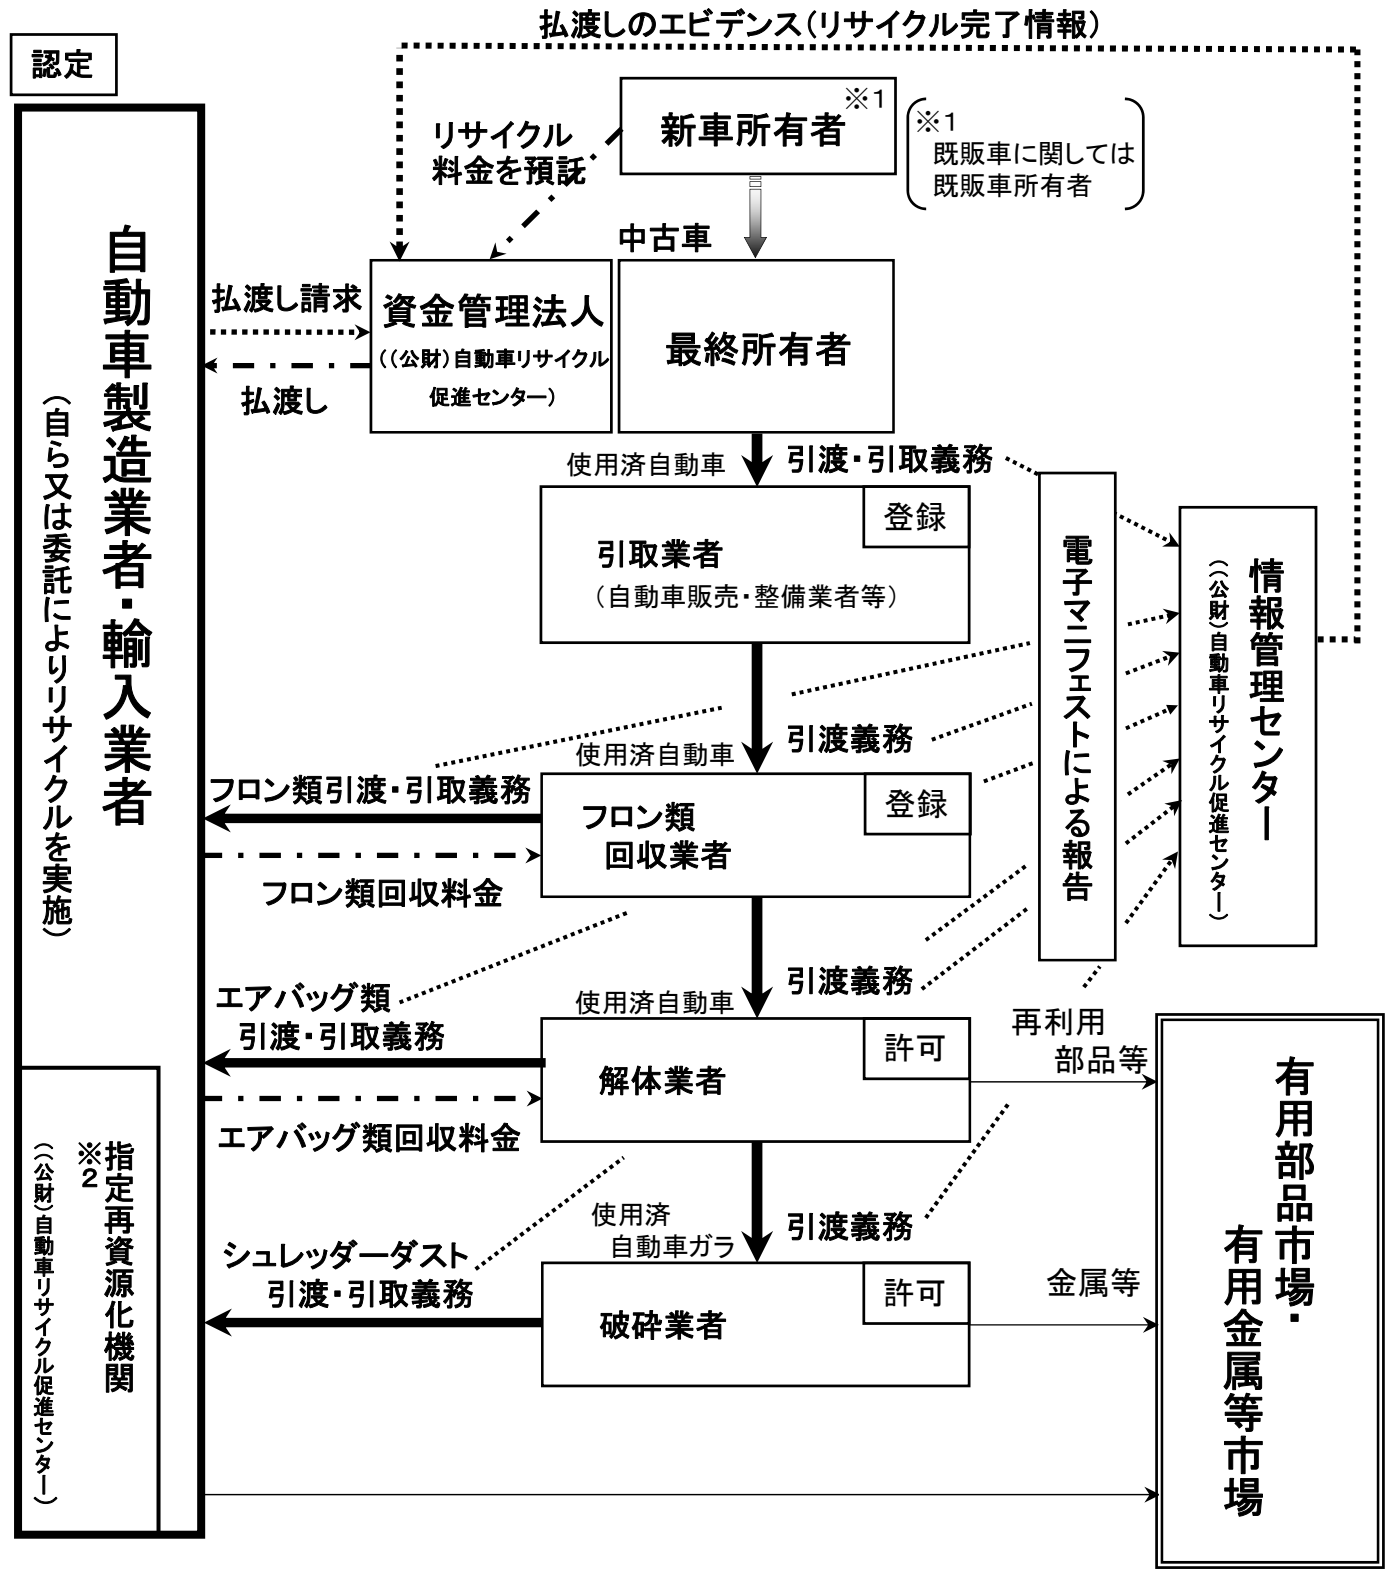 払渡しのエビデンス（リサイクル完了情報）
認定
新車所有者
※１
※１
既販車に関しては
既販車所有者
リサイクル
料金を預託
中古車
自動車製造業者・輸入業者
（自ら又は委託によりリサイクルを実施）
払渡し請求
払渡し
資金管理法人
（（公財）自動車リサイクル
促進センター）
最終所有者
使用済自動車
引渡・引取義務
登録
引取業者
（自動車販売・整備業者等）
電子マニフェストによる報告
情報管理センター
（（公財）自動車リサイクル促進センター）
使用済自動車
引渡義務
フロン類引渡・引取義務
登録
フロン類
回収業者
フロン類回収料金
エアバッグ類
引渡・引取義務
使用済自動車
引渡義務
許可
解体業者
再利用
部品等
エアバッグ類回収料金
指定再資源化機関
※２
（（公財）自動車リサイクル促進センター）
使用済
自動車ガラ
引渡義務
シュレッダーダスト
引渡・引取義務
許可
破砕業者
金属等
有用部品市場・
有用金属等市場